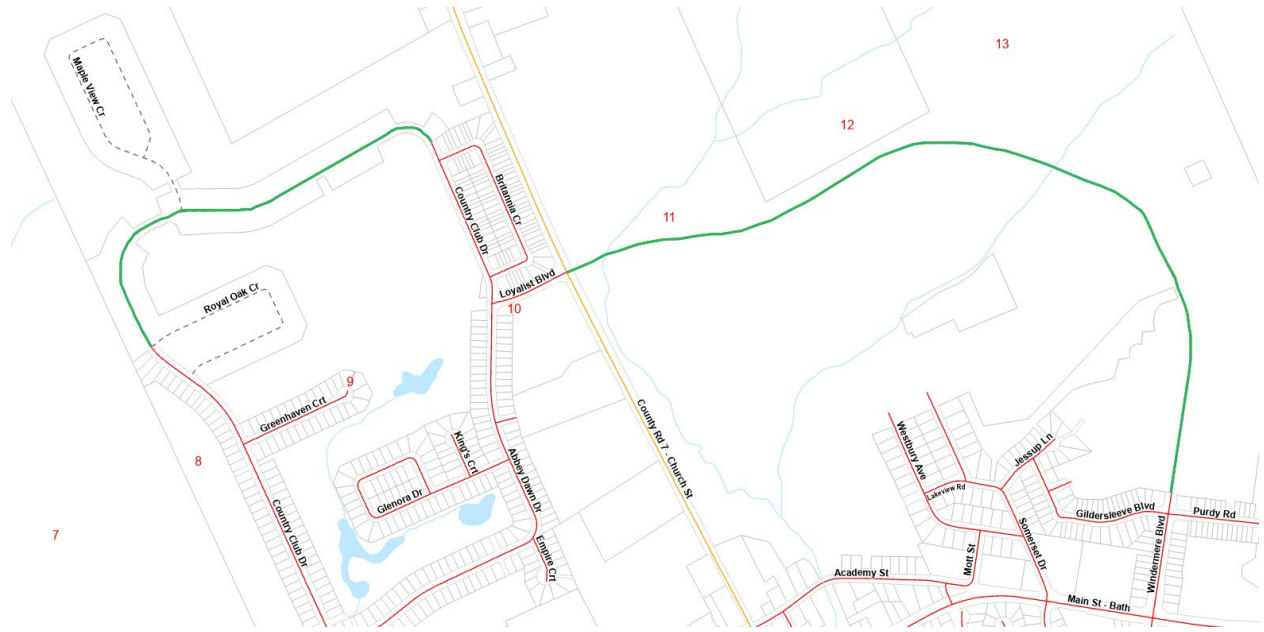 13
Maple View Cr
12
Britannia Cr
Country Club Dr
11
Loyalist Blvd
Royal Oak Cr
10
9
Greenhaven Crt
County Rd 7 - Church St
Westbury Ave
King's Crt
Jessup Ln
8
Abbey Dawn Dr
Glenora Dr
Lakeview Rd
Gildersleeve Blvd
Purdy Rd
7
Country Club Dr
Somerset Dr
Windermere Blvd
Empire Crt
Mott St
Academy St
Main St - Bath